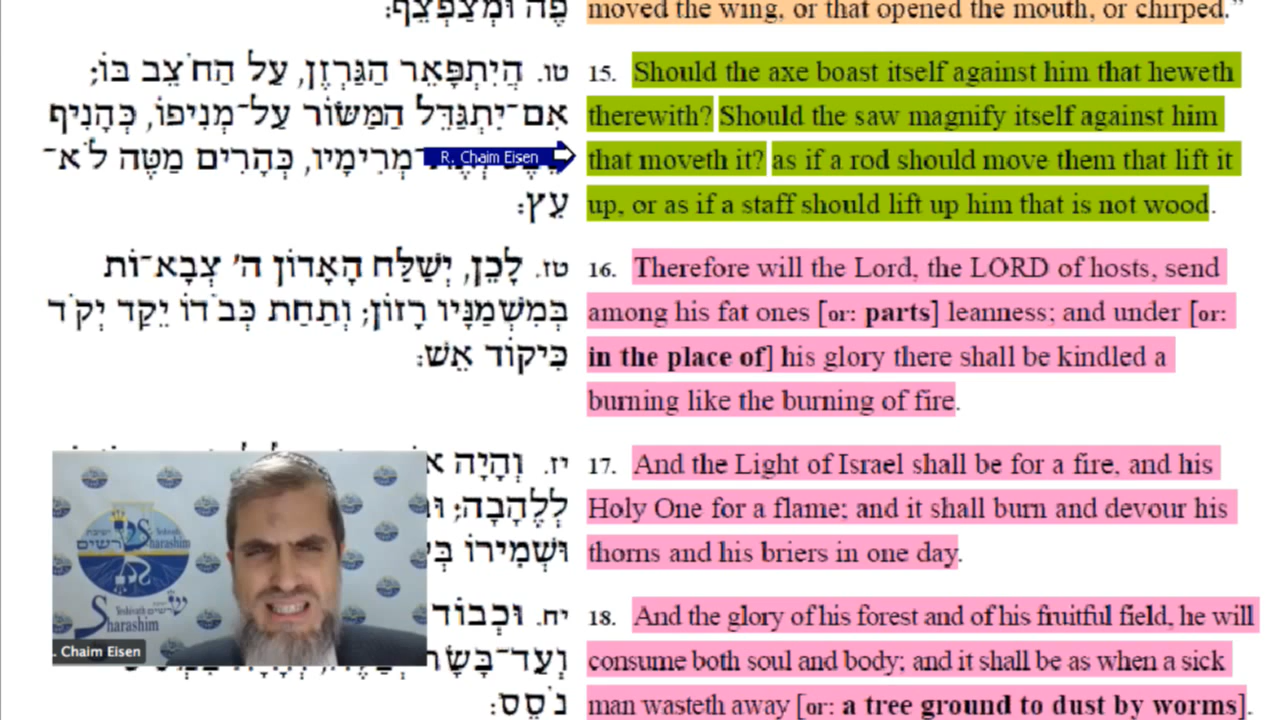 פֶּה וּמְצַפְצֵף:
moved the wing, or that opened the mouth, or chirped.”
טו. הֲיִתְפָּאֵר הַגַּרְזֶן, עַל הַחֹצֵב בּוֹ;
15. Should the axe boast itself against him that heweth
אִם־יִתְגַּדֵּל הַמַּשּׂוֹר עַל־מְנִיפוֹ, כְּהָנִיף
therewith? Should the saw magnify itself against him
־מְרִימָיו, כְּהָרִים מַטֶּה לֹא־
R. Chaim Eisen
that moveth it? as if a rod should move them that lift it
עֵץ:
up, or as if a staff should lift up him that is not wood.
טז. לָכֵן, יְשַׁלַּח הָאָדוֹן ה' צְבָא־וֹת
16. Therefore will the Lord, the LORD of hosts, send
בְּמִשְׁמַנָּיו רָזוֹן; וְתַחַת כְּבֹדוֹ יֵקַד יְקֹד
among his fat ones [or: parts] leanness; and under [or:
כִּיקוֹד אֵשׁ:
in the place of] his glory there shall be kindled a
burning like the burning of fire.
יז. וְהָיָה
17. And the Light of Israel shall be for a fire, and his
לְלֶהָבָה;
Holy One for a flame; and it shall burn and devour his
וּשְׁמִירוֹ
thorns and his briers in one day.
יח. וּכְבוֹד
18. And the glory of his forest and of his fruitful field, he will
וְעַד־בָּשָׂר
consume both soul and body; and it shall be as when a sick
נֹסֵס:
man wasteth away [or: a tree ground to dust by worms].
ישיבת שרשים
Yeshivath Sharashim
Yeshivath
Sharashim
. Chaim Eisen